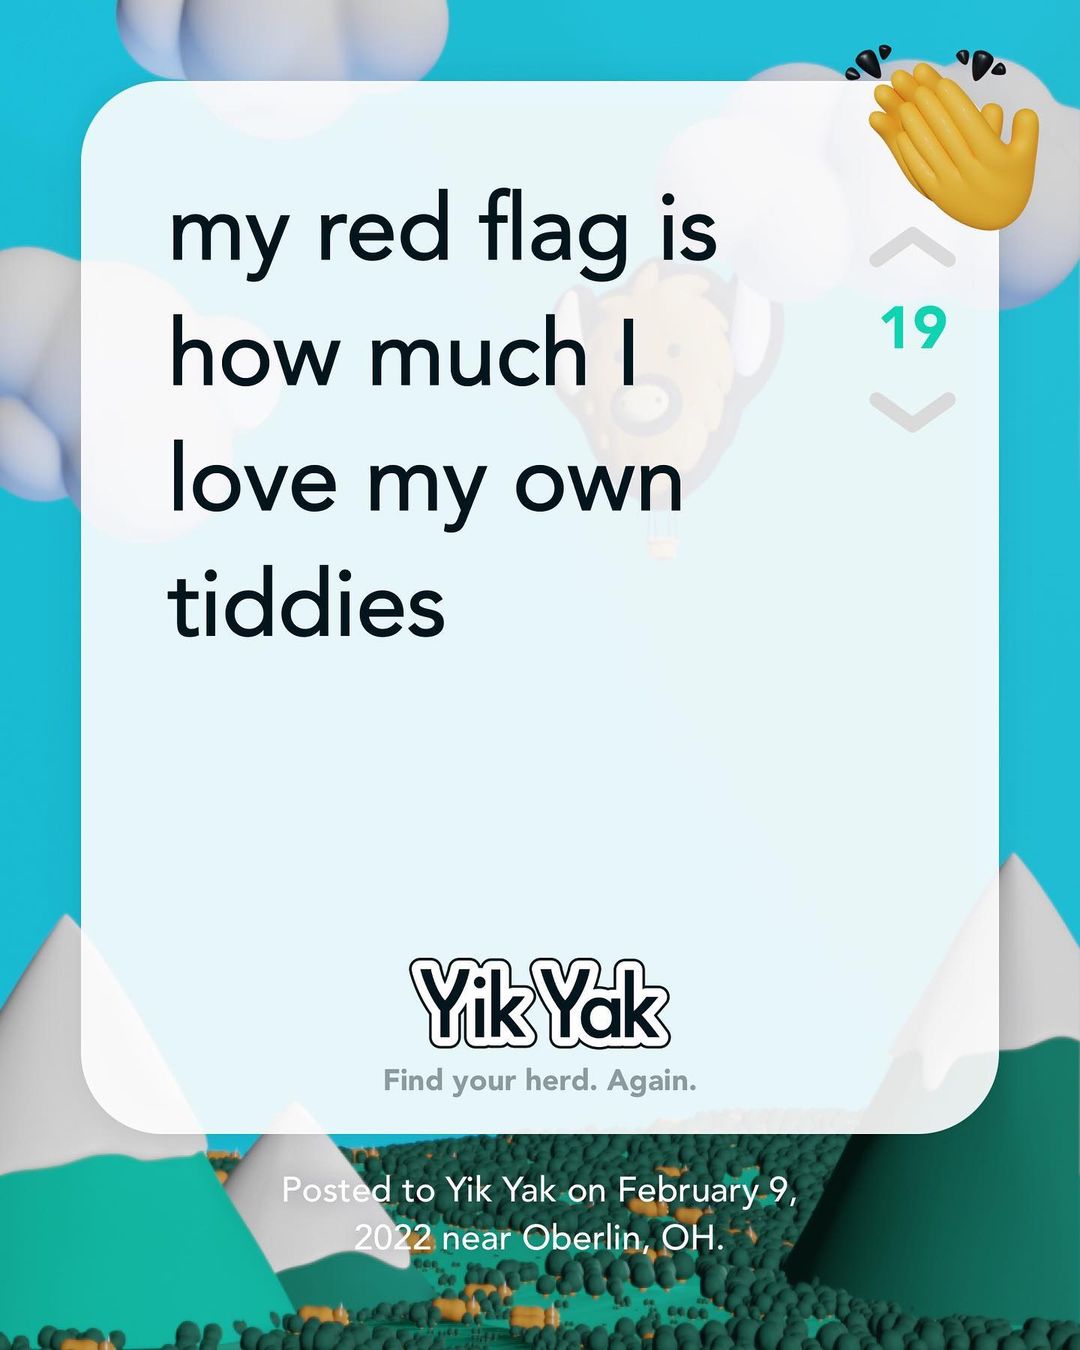 my red flag is
how much I
love my own
tiddies
19
Yik Yak
Find your herd. Again.
Posted to Yik Yak on February 9,
2022 near Oberlin, OH.